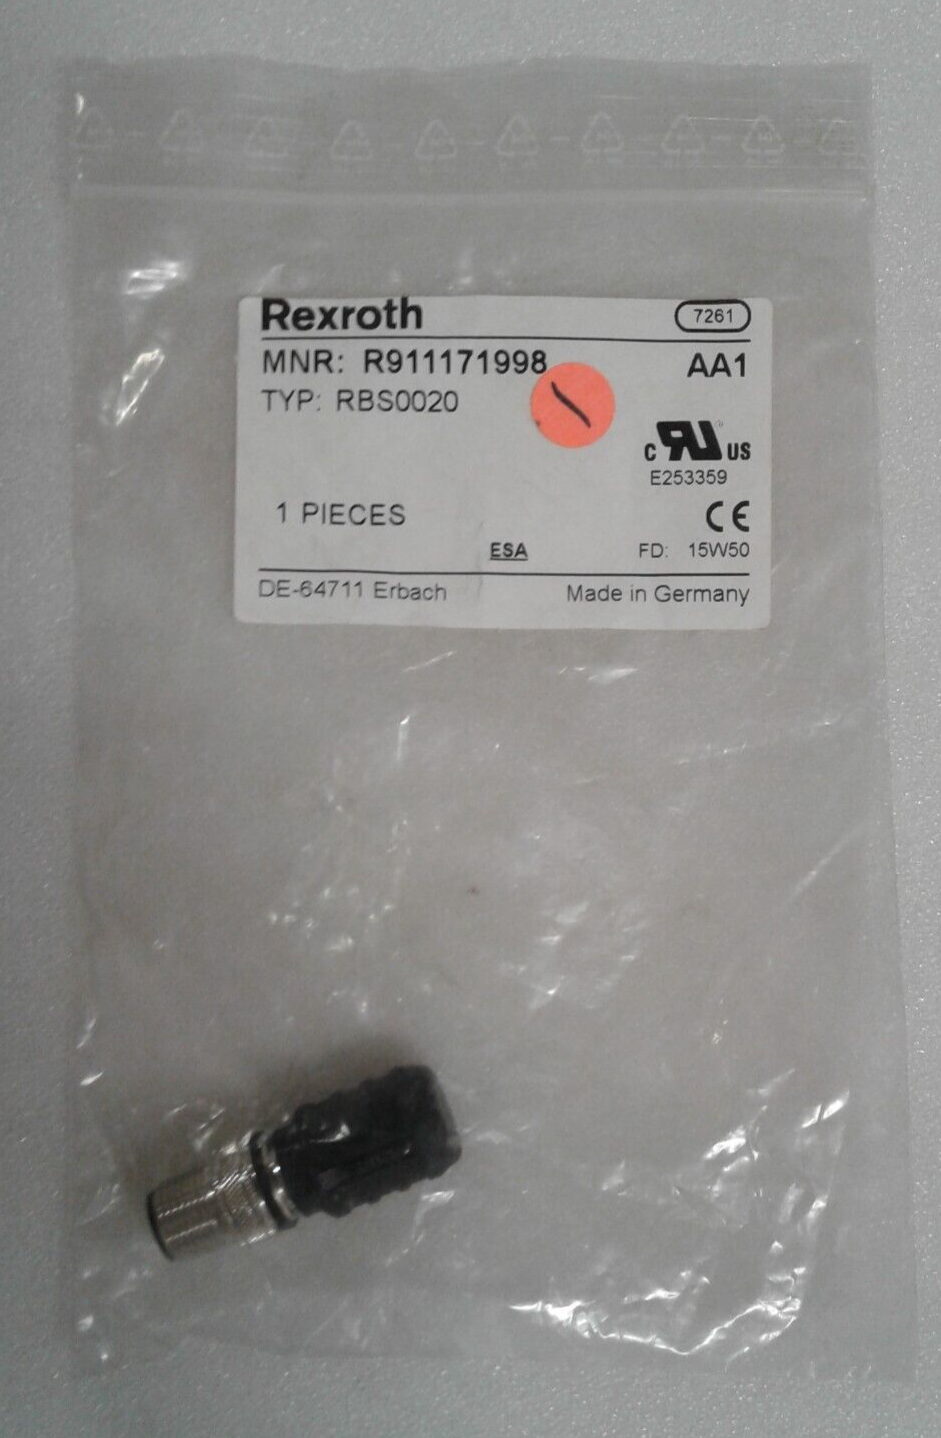 Rexroth 7261
MNR: R911171998 AA1
TYP: RBS0020
c RU ® US
E253359
1 PIECES CE
ESA FD: 15W50
DE-64711 Erbach Made in Germany